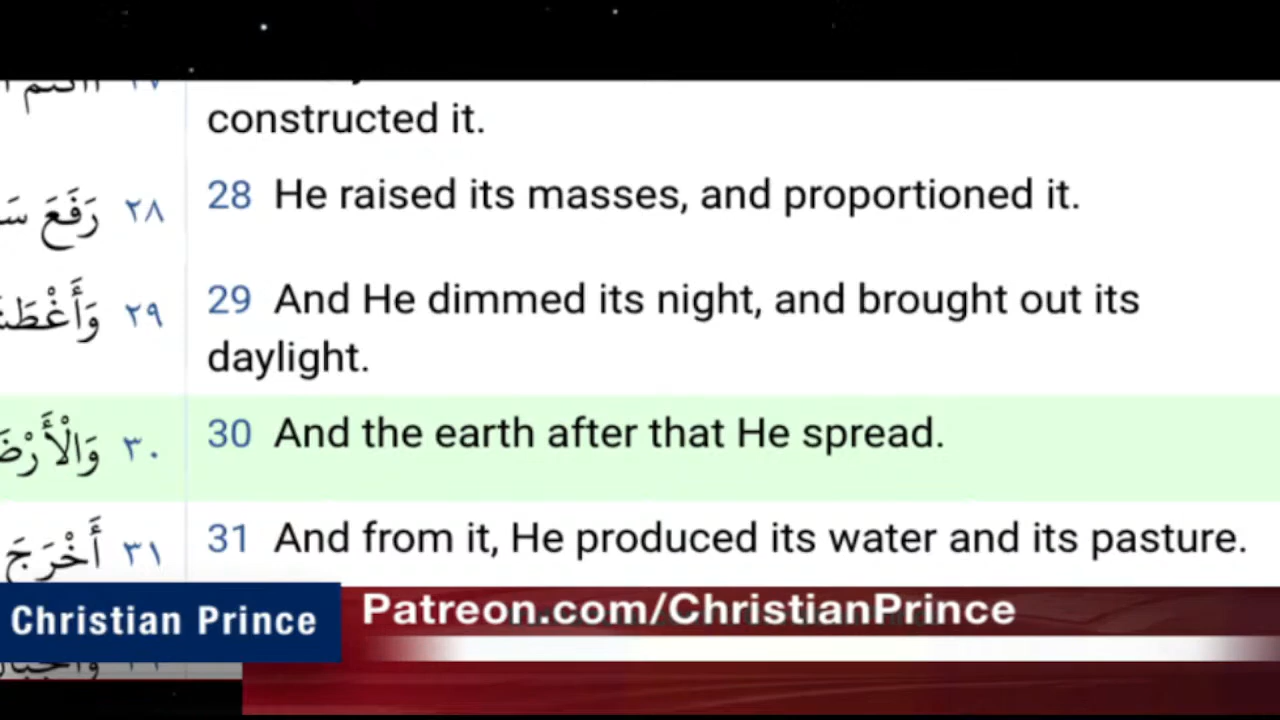 constructed it.
٢٨ رَفَعَ
28 He raised its masses, and proportioned it.
٢٩
29 And He dimmed its night, and brought out its
daylight.
٣٠
30 And the earth after that He spread.
٣١ أَخْرَجَ
31 And from it, He produced its water and its pasture.
Christian Prince
Patreon.com/ChristianPrince